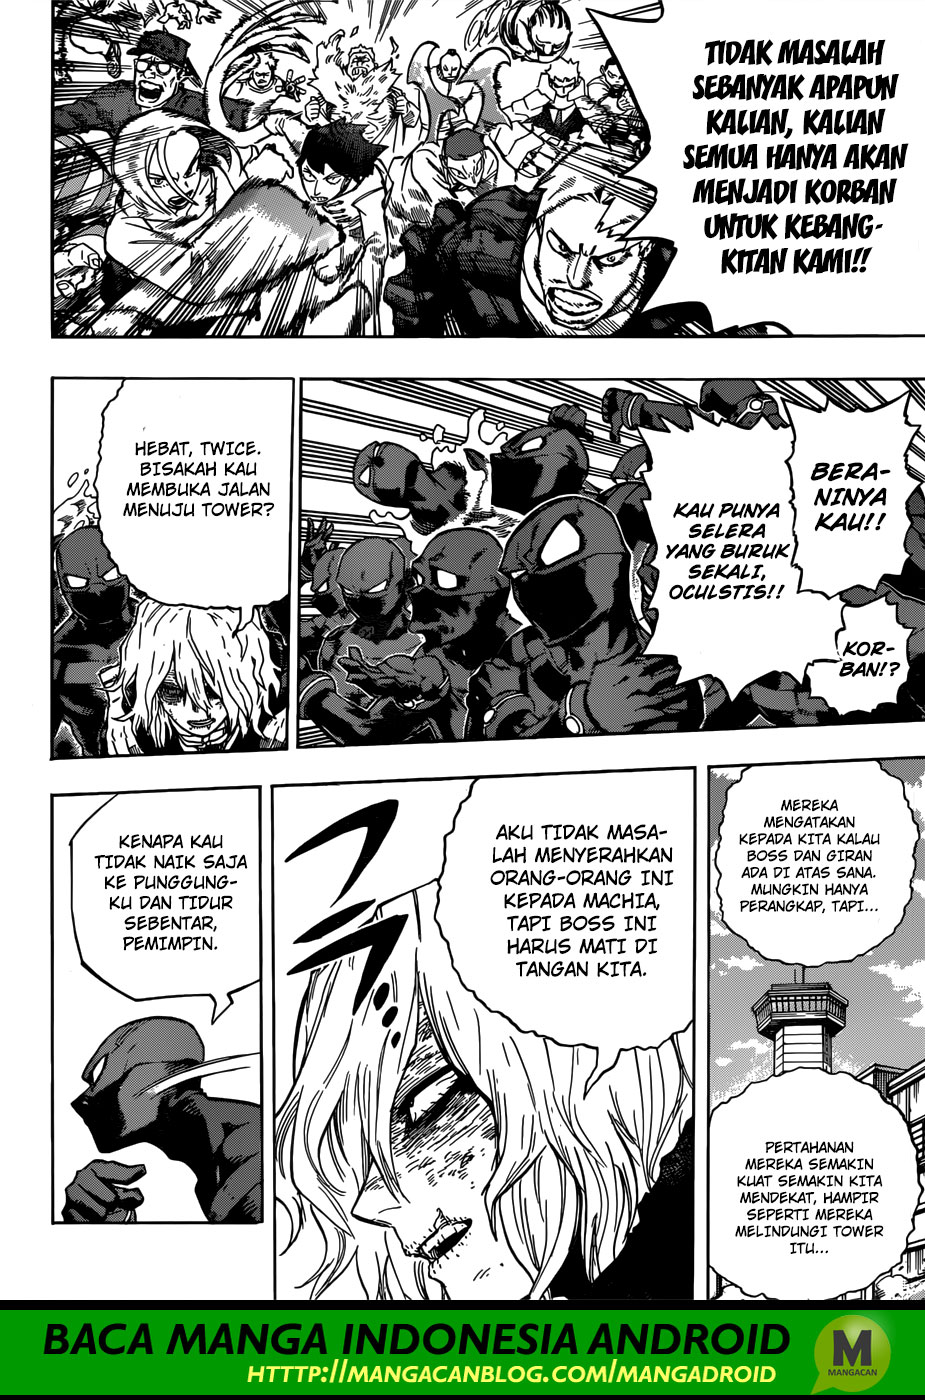 TIDAK MASALAH
SEBANYAK APAPUN
KALIAN, KALIAN
SEMUA HANYA AKAN
MENJADI KORBAN
UNTUK KEBANG-
KITAN KAMI!!
BERA-
NINYA
KAU!!
KAU PUNYA
SELERA
YANG BURUK
SEKALI,
OCULSTIS!!
KOR-
BAN!?
HEBAT, TWICE.
BISAKAH KAU
MEMBUKA JALAN
MENUJU TOWER?
MEREKA
MENGATAKAN
KEPADA KITA KALAU
BOSS DAN GIRAN
ADA DI ATAS SANA.
MUNGKIN HANYA
PERANGKAP, TAPI...
PERTAHANAN
MEREKA SEMAKIN
KUAT SEMAKIN KITA
MENDEKAT, HAMPIR
SEPERTI MEREKA
MELINDUNGI TOWER
ITU...
AKU TIDAK MASA-
LAH MENYERAHKAN
ORANG-ORANG INI
KEPADA MACHIA,
TAPI BOSS INI
HARUS MATI DI
TANGAN KITA.
KENAPA KAU
TIDAK NAIK SAJA
KE PUNGGUNG-
KU DAN TIDUR
SEBENTAR,
PEMIMPIN.
BACA MANGA INDONESIA ANDROID
HTTTP://MANGACANBLOG.COM/MANGADROID
M
MANGACAN